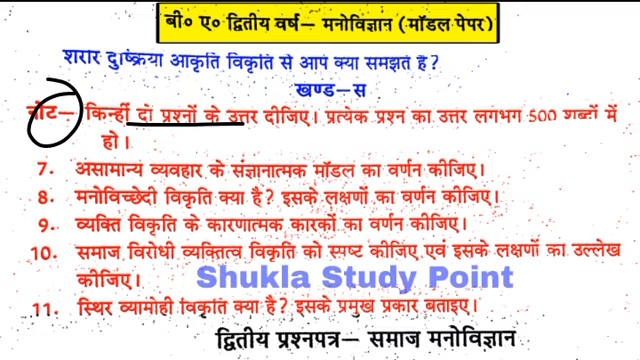 बी० ए० द्वितीय वर्ष– मनोविज्ञान (मॉडल पेपर)
शरीर दुष्क्रिया आकृति विकृति से आप क्या समझते हैं?
खण्ड–स
नोट– किन्हीं दो प्रश्नों के उत्तर दीजिए। प्रत्येक प्रश्न का उत्तर लगभग 500 शब्दों में
हो।
7. असामान्य व्यवहार के संज्ञानात्मक मॉडल का वर्णन कीजिए।
8. मनोविच्छेदी विकृति क्या है? इसके लक्षणों का वर्णन कीजिए।
9. व्यक्ति विकृति के कारणात्मक कारकों का वर्णन कीजिए।
10. समाज विरोधी व्यक्तित्व विकृति को स्पष्ट कीजिए एवं इसके लक्षणों का उल्लेख
कीजिए।
Shukla Study Point
11. स्थिर व्यामोही विकृति क्या है? इसके प्रमुख प्रकार बताइए।
द्वितीय प्रश्नपत्र– समाज मनोविज्ञान